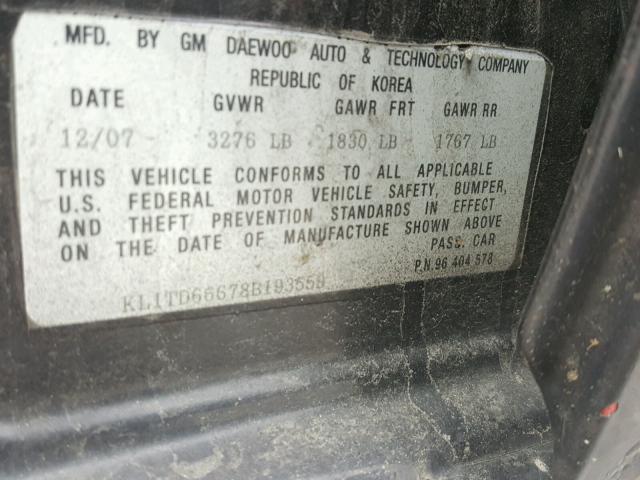 MFD. BY GM DAEWOO AUTO & TECHNOLOGY COMPANY
REPUBLIC OF KOREA
DATE GVWR GAWR FRT GAWR RR
12/07 3276 LB 1830 LB 1767 LB
THIS VEHICLE CONFORMS TO ALL APPLICABLE
U.S. FEDERAL MOTOR VEHICLE SAFETY, BUMPER,
AND THEFT PREVENTION STANDARDS IN EFFECT
ON THE DATE OF MANUFACTURE SHOWN ABOVE
PASS. CAR
P.N 96 404 578
KL1TD66678B193559